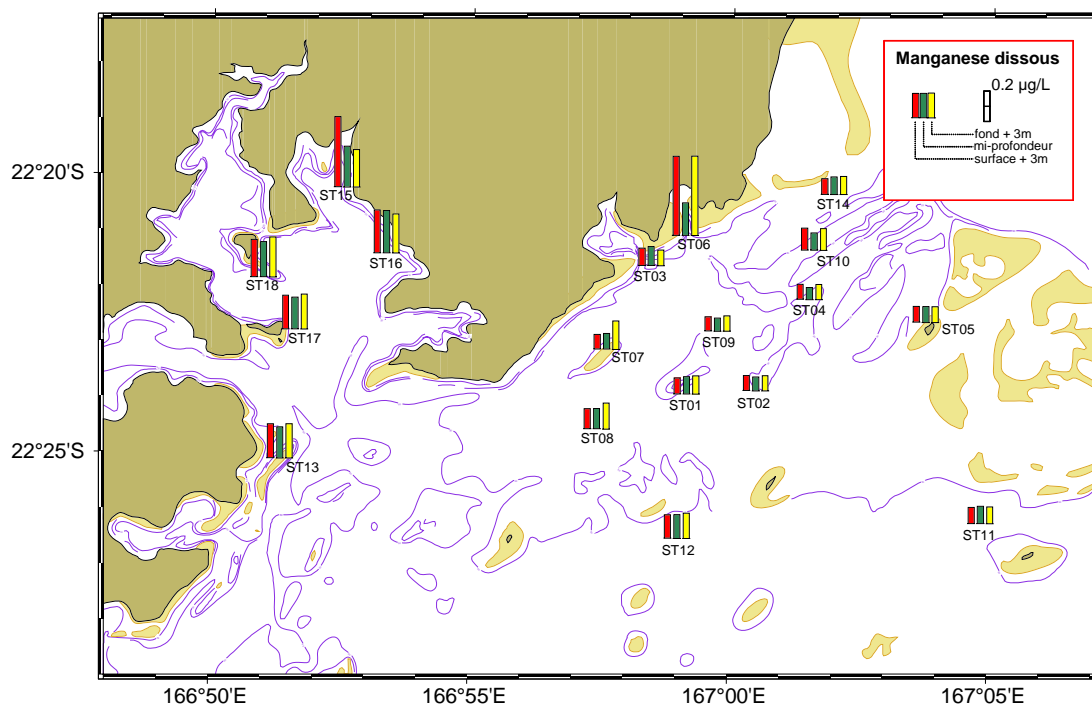 Manganese dissous
0.2 µg/L
fond + 3m
mi-profondeur
surface + 3m
22°20'S
22°25'S
ST15
ST14
ST16
ST06
ST10
ST03
ST18
ST04
ST17
ST05
ST09
ST07
ST01
ST02
ST08
ST13
ST11
ST12
166°50'E
166°55'E
167°00'E
167°05'E